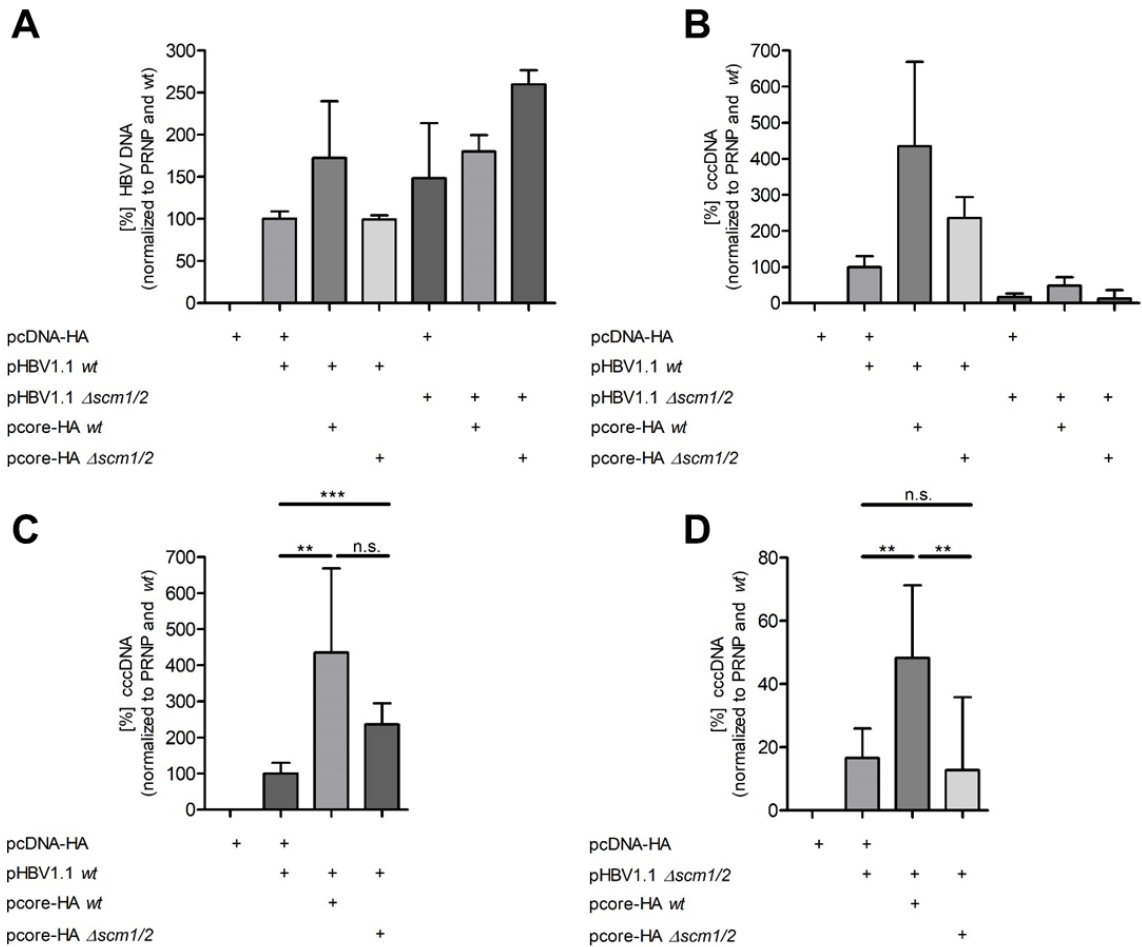 A
[%] HBV DNA
(normalized to PRNP and wt)
300
250
200
150
100
50
0
pcDNA-HA + + +
pHBV1.1 wt + + +
pHBV1.1 Δscm1/2 + + +
pcore-HA wt + +
pcore-HA Δscm1/2 + +
B
[%] cccDNA
(normalized to PRNP and wt)
700
600
500
400
300
200
100
0
pcDNA-HA + + +
pHBV1.1 wt + + +
pHBV1.1 Δscm1/2 + + +
pcore-HA wt + +
pcore-HA Δscm1/2 + +
C
***
** n.s.
[%] cccDNA
(normalized to PRNP and wt)
700
600
500
400
300
200
100
0
pcDNA-HA + +
pHBV1.1 wt + + +
pcore-HA wt +
pcore-HA Δscm1/2 +
D
n.s.
** **
[%] cccDNA
(normalized to PRNP and wt)
80
60
40
20
0
pcDNA-HA + +
pHBV1.1 Δscm1/2 + + +
pcore-HA wt +
pcore-HA Δscm1/2 +